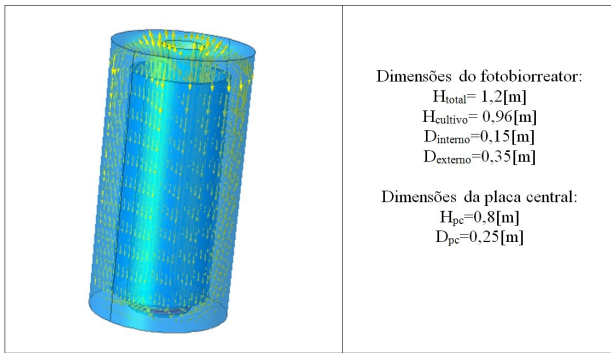 Dimensões do fotobiorreator:
Htotal= 1,2[m]
Hcultivo= 0,96[m]
Dinterno=0,15[m]
Dexterno=0,35[m]
Dimensões da placa central:
Hpc=0,8[m]
Dpc=0,25[m]